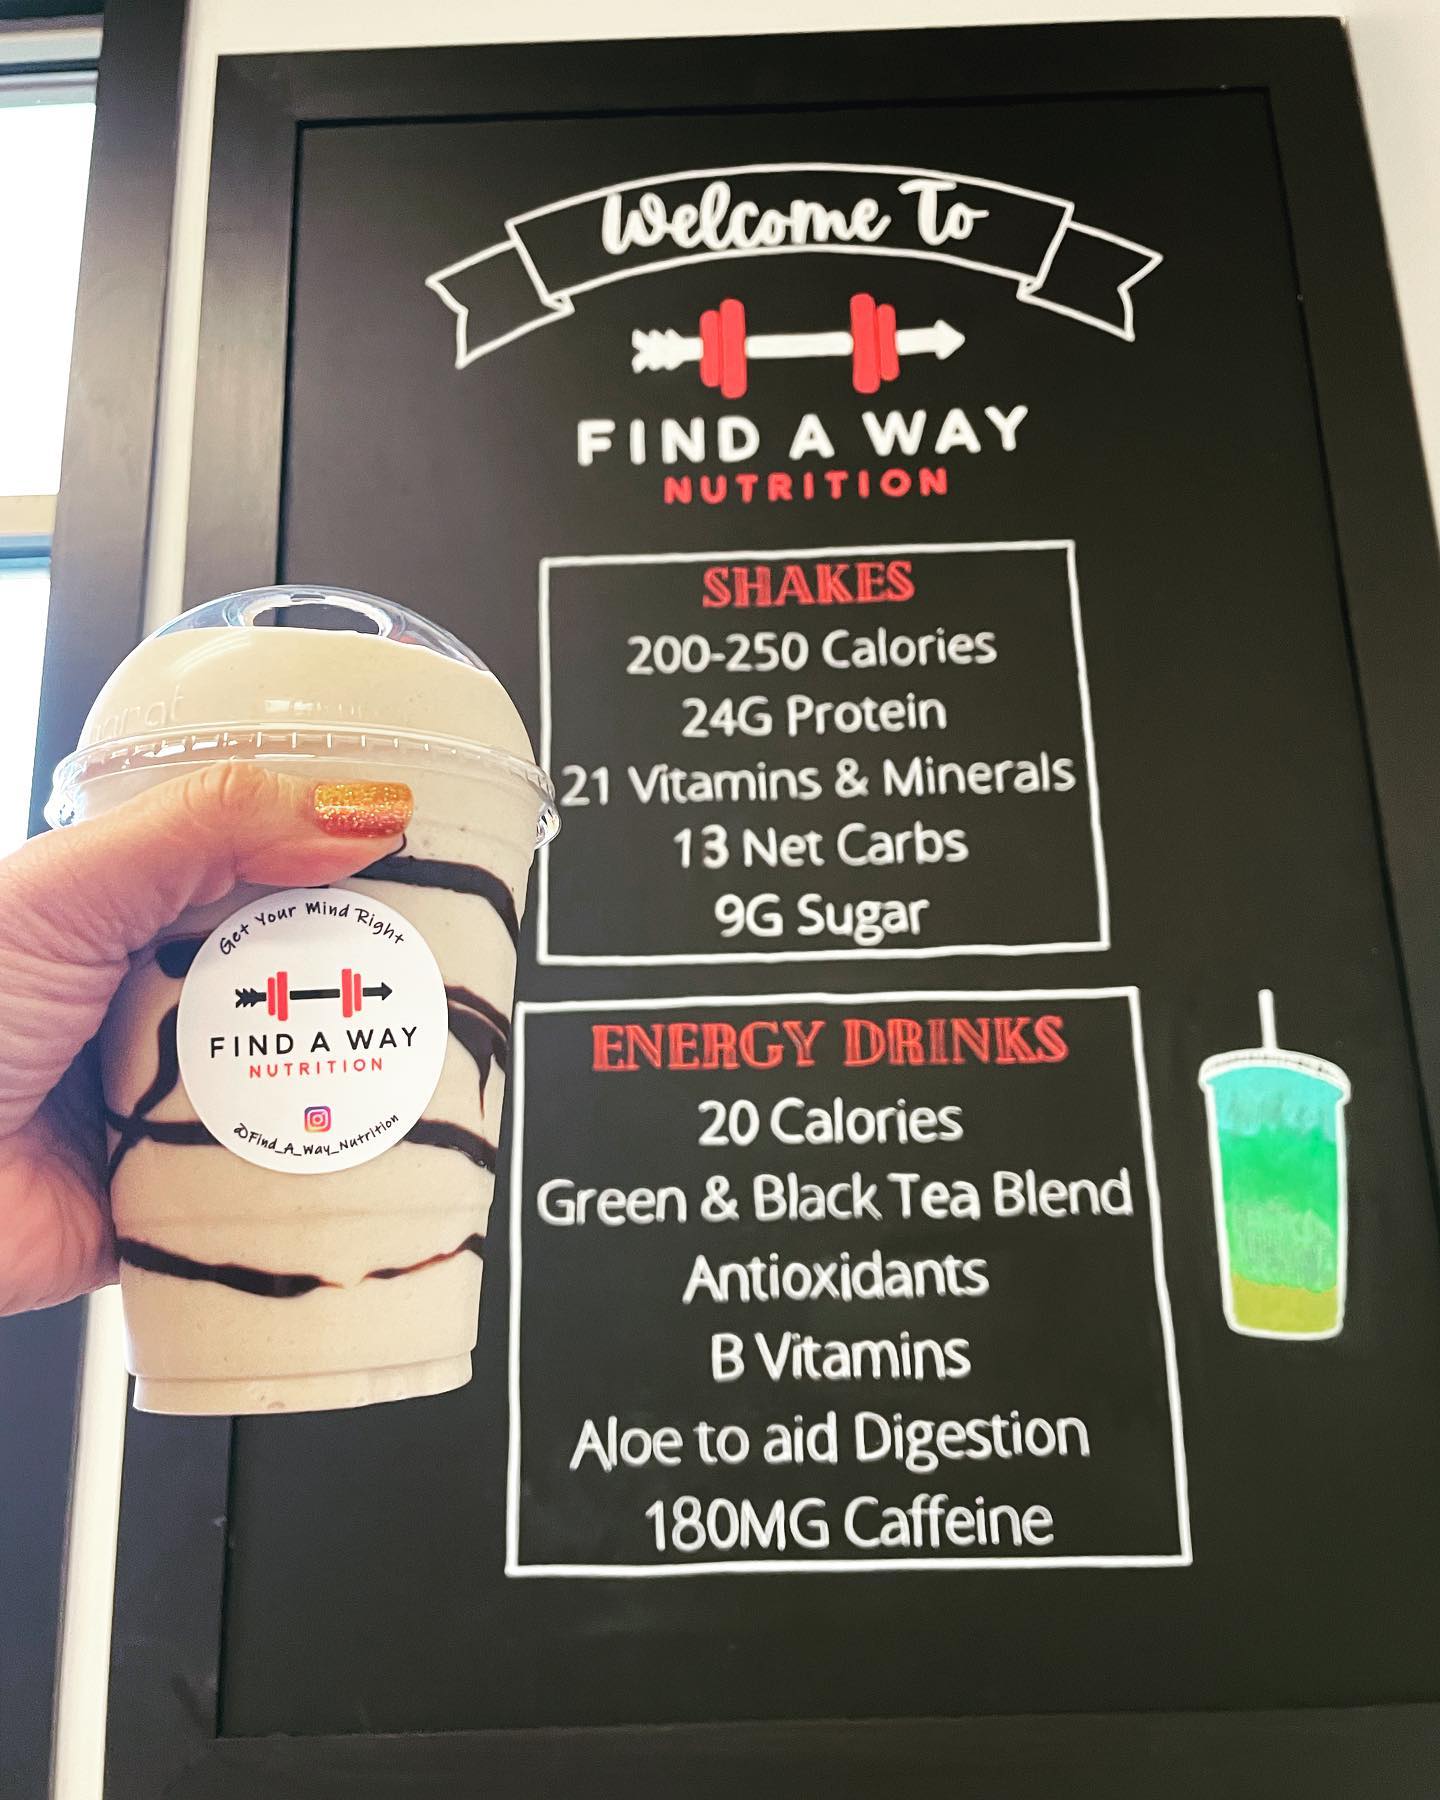 Welcome To
FIND A WAY
NUTRITION
SHAKES
200-250 Calories
24G Protein
21 Vitamins & Minerals
13 Net Carbs
9G Sugar
ENERGY DRINKS
20 Calories
Green & Black Tea Blend
Antioxidants
B Vitamins
Aloe to aid Digestion
180MG Caffeine
Get Your Mind Right
FIND A WAY
NUTRITION
@Find_A_Way_Nutrition